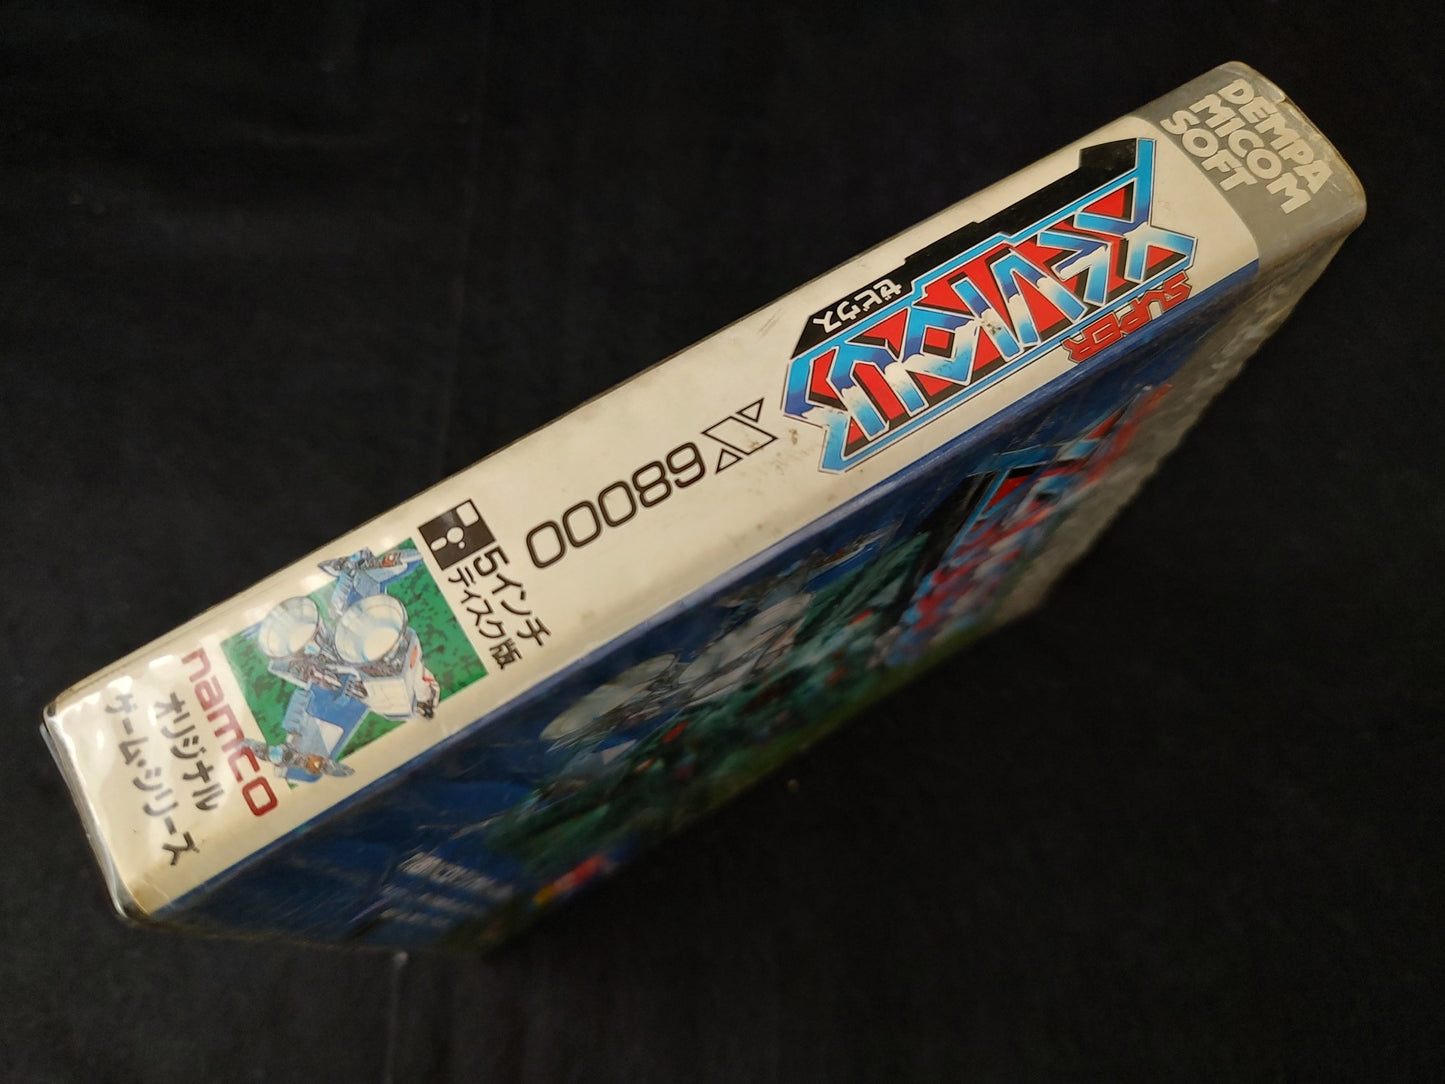 DEMPA
MICOM
SOFT
SUPER
XEVIOUS
ゼビウス
X68000
5インチ
ディスク版
namco
オリジナル
ゲーム・シリーズ